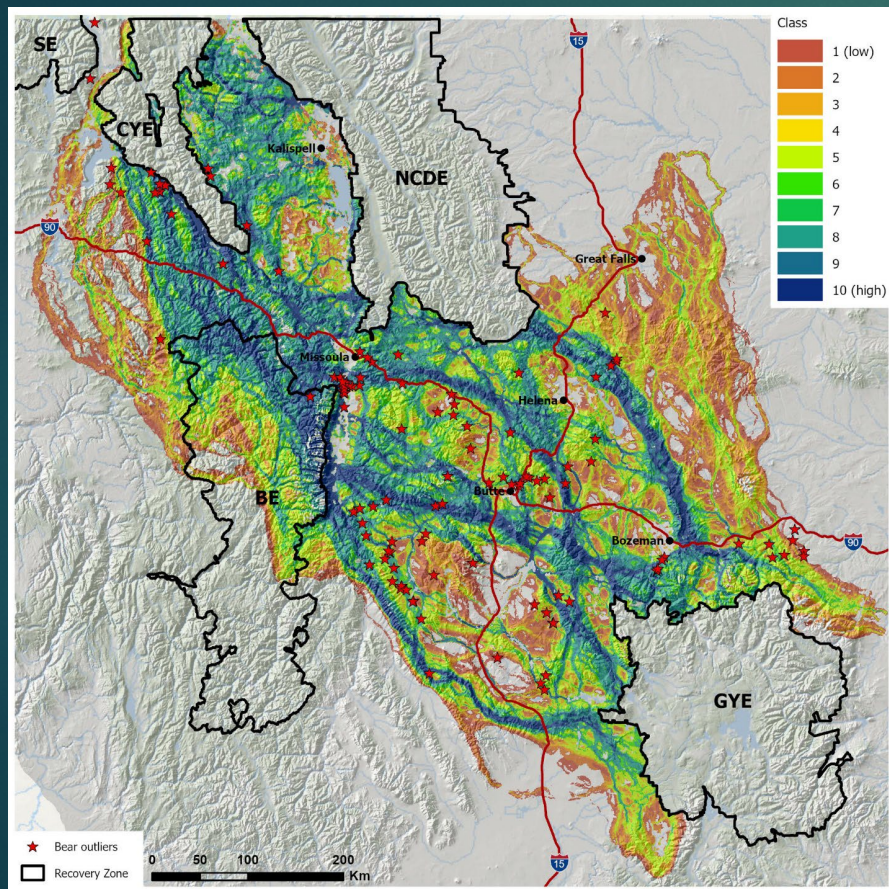 SE
CYE
Kalispell
NCDE
15
90
Great Falls
Missoula
Helena
BE
Butte
Bozeman
90
GYE
15
Class
1 (low)
2
3
4
5
6
7
8
9
10 (high)
Bear outliers
Recovery Zone
0 50 100 200
Km